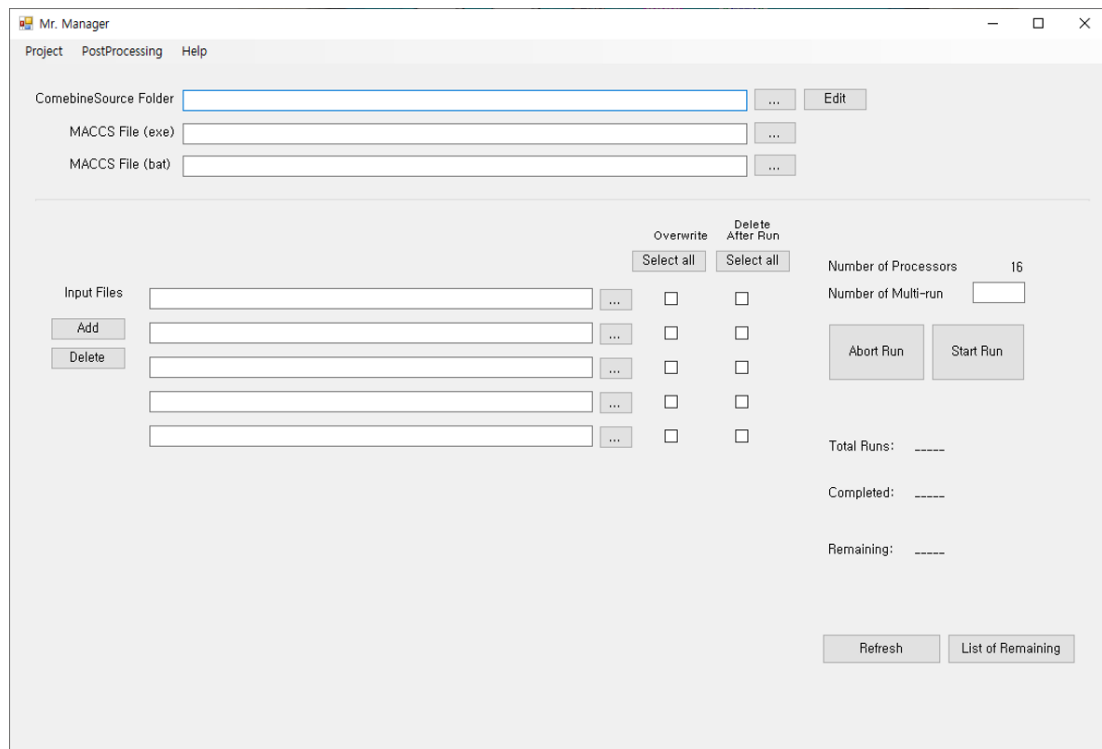 Mr. Manager
Project PostProcessing Help
ComebineSource Folder ... Edit
MACCS File (exe) ...
MACCS File (bat) ...
Overwrite Delete After Run
Select all Select all
Number of Processors 16
Input Files ... Number of Multi-run
Add ...
Delete ...
Abort Run Start Run
...
...
Total Runs: _____
Completed: _____
Remaining: _____
Refresh List of Remaining